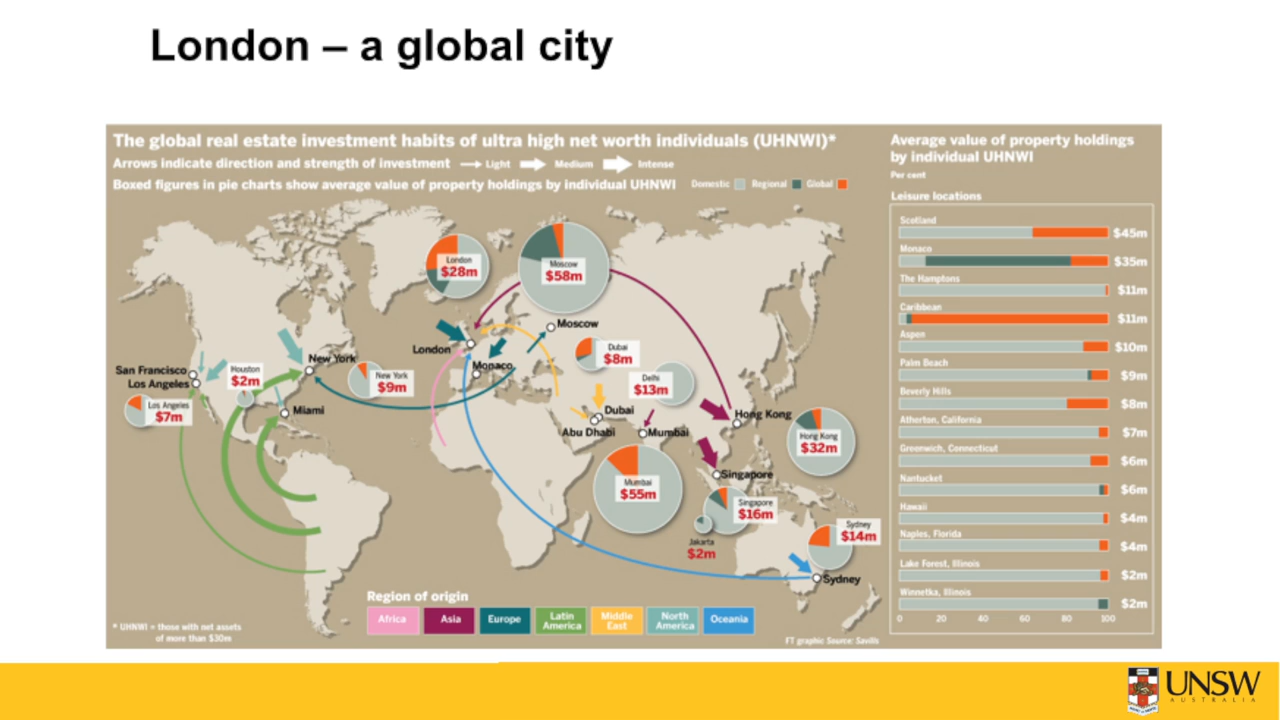 London – a global city
The global real estate investment habits of ultra high net worth individuals (UHNWI)*
Arrows indicate direction and strength of investment Light Medium Intense
Boxed figures in pie charts show average value of property holdings by individual UHNWI Domestic Regional Global
London
$28m
Moscow
$58m
Moscow
London
Monaco
Dubai
$8m
Delhi
$13m
San Francisco
Los Angeles
Los Angeles
$7m
Houston
$2m
New York
New York
$9m
Miami
Dubai
Abu Dhabi
Mumbai
Mumbai
$55m
Hong Kong
Hong Kong
$32m
Singapore
Singapore
$16m
Jakarta
$2m
Sydney
$14m
Sydney
Region of origin
Africa
Asia
Europe
Latin America
Middle East
North America
Oceania
* UHNWI = those with net assets
of more than $30m
FT graphic Source: Savills
Average value of property holdings
by individual UHNWI
Per cent
Leisure locations
Scotland
$45m
Monaco
$35m
The Hamptons
$11m
Caribbean
$11m
Aspen
$10m
Palm Beach
$9m
Beverly Hills
$8m
Atherton, California
$7m
Greenwich, Connecticut
$6m
Nantucket
$6m
Hawaii
$4m
Naples, Florida
$4m
Lake Forest, Illinois
$2m
Winnetka, Illinois
$2m
0 20 40 60 80 100
UNSW
AUSTRALIA